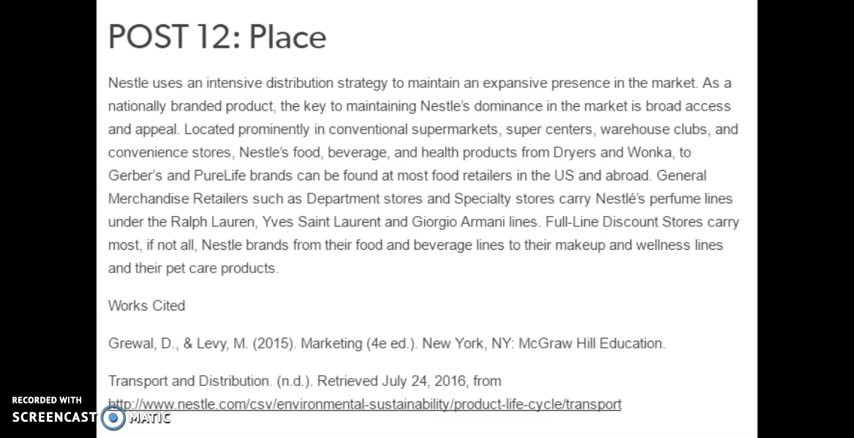 POST 12: Place
Nestle uses an intensive distribution strategy to maintain an expansive presence in the market. As a
nationally branded product, the key to maintaining Nestle's dominance in the market is broad access
and appeal. Located prominently in conventional supermarkets, super centers, warehouse clubs, and
convenience stores, Nestle's food, beverage, and health products from Dryers and Wonka, to
Gerber's and PureLife brands can be found at most food retailers in the US and abroad. General
Merchandise Retailers such as Department stores and Specialty stores carry Nestlé's perfume lines
under the Ralph Lauren, Yves Saint Laurent and Giorgio Armani lines. Full-Line Discount Stores carry
most, if not all, Nestle brands from their food and beverage lines to their makeup and wellness lines
and their pet care products.
Works Cited
Grewal, D., & Levy, M. (2015). Marketing (4e ed.). New York, NY: McGraw Hill Education.
Transport and Distribution. (n.d.). Retrieved July 24, 2016, from
http://www.nestle.com/csv/environmental-sustainability/product-life-cycle/transport
RECORDED WITH
SCREENCAST MATIC